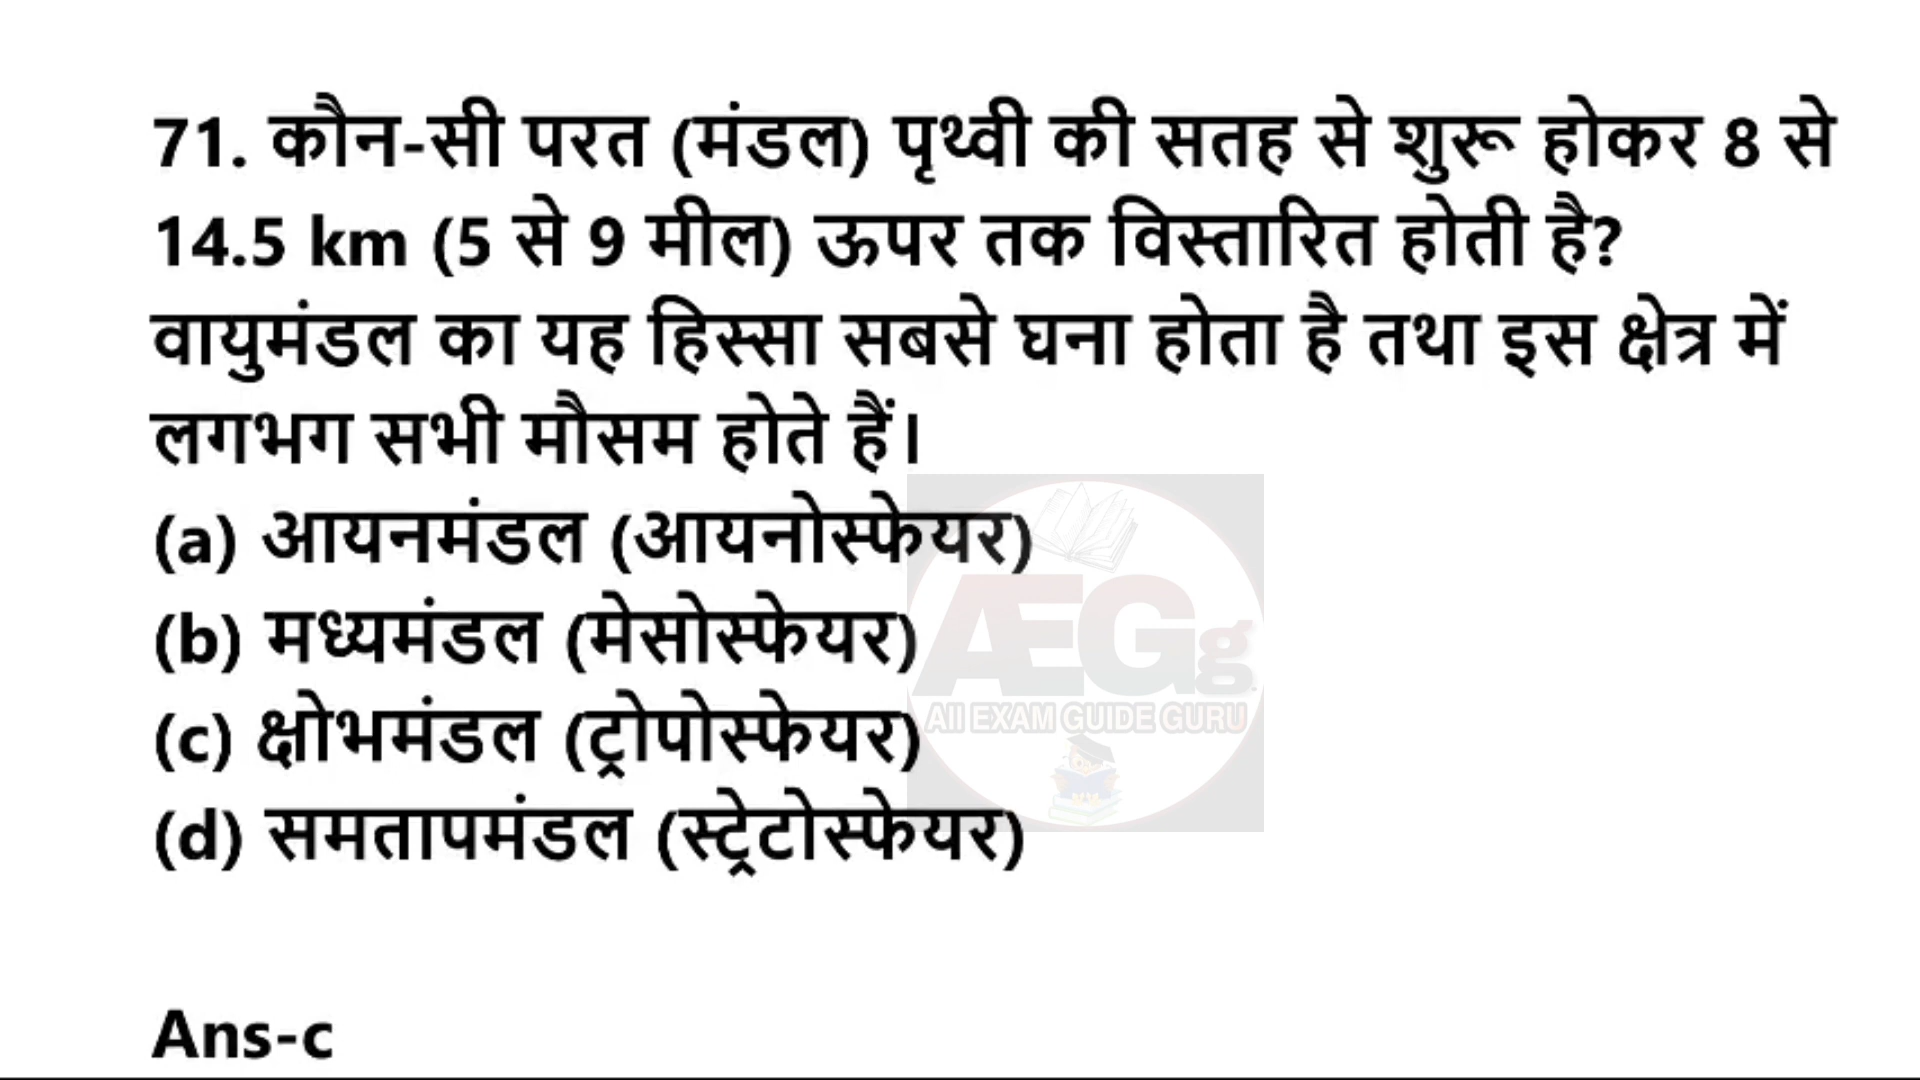 71. कौन-सी परत (मंडल) पृथ्वी की सतह से शुरू होकर 8 से
14.5 km (5 से 9 मील) ऊपर तक विस्तारित होती है?
वायुमंडल का यह हिस्सा सबसे घना होता है तथा इस क्षेत्र में
लगभग सभी मौसम होते हैं।
(a) आयनमंडल (आयनोस्फेयर)
(b) मध्यमंडल (मेसोस्फेयर)
(c) क्षोभमंडल (ट्रोपोस्फेयर)
(d) समतापमंडल (स्ट्रेटोस्फेयर)
ÆGg
All EXAM GUIDE GURU
Ans-c